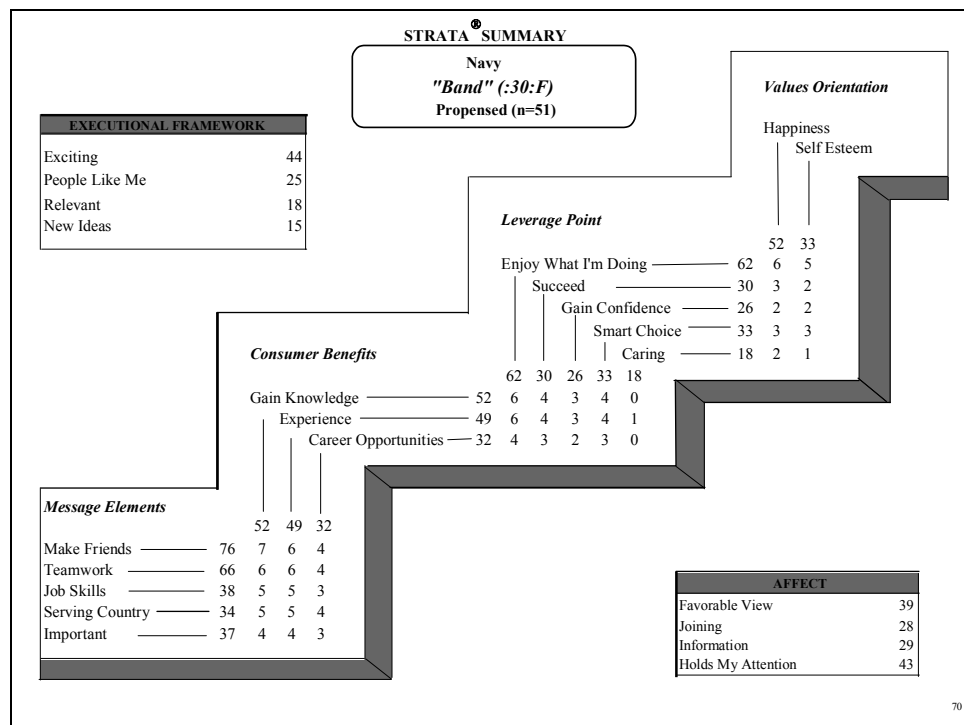 STRATA® SUMMARY
Navy
"Band" (:30:F)
Propensed (n=51)
EXECUTIONAL FRAMEWORK
Exciting 44
People Like Me 25
Relevant 18
New Ideas 15
Values Orientation
Happiness
Self Esteem
52 33
Leverage Point
Enjoy What I'm Doing 62 6 5
Succeed 30 3 2
Gain Confidence 26 2 2
Smart Choice 33 3 3
Caring 18 2 1
Consumer Benefits
62 30 26 33 18
Gain Knowledge 52 6 4 3 4 0
Experience 49 6 4 3 4 1
Career Opportunities 32 4 3 2 3 0
Message Elements
52 49 32
Make Friends 76 7 6 4
Teamwork 66 6 6 4
Job Skills 38 5 5 3
Serving Country 34 5 5 4
Important 37 4 4 3
AFFECT
Favorable View 39
Joining 28
Information 29
Holds My Attention 43
70